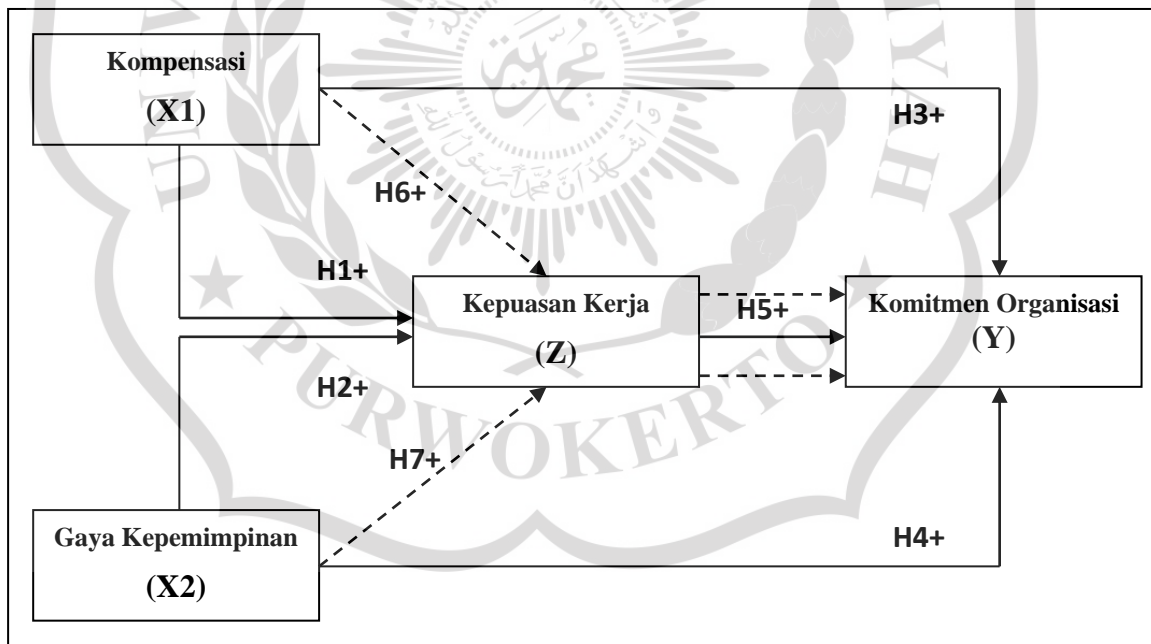 Kompensasi
(X1)
H3+
H6+
H1+
Kepuasan Kerja
(Z)
H5+
Komitmen Organisasi
(Y)
H2+
H7+
Gaya Kepemimpinan
(X2)
H4+
PURWOKERTO